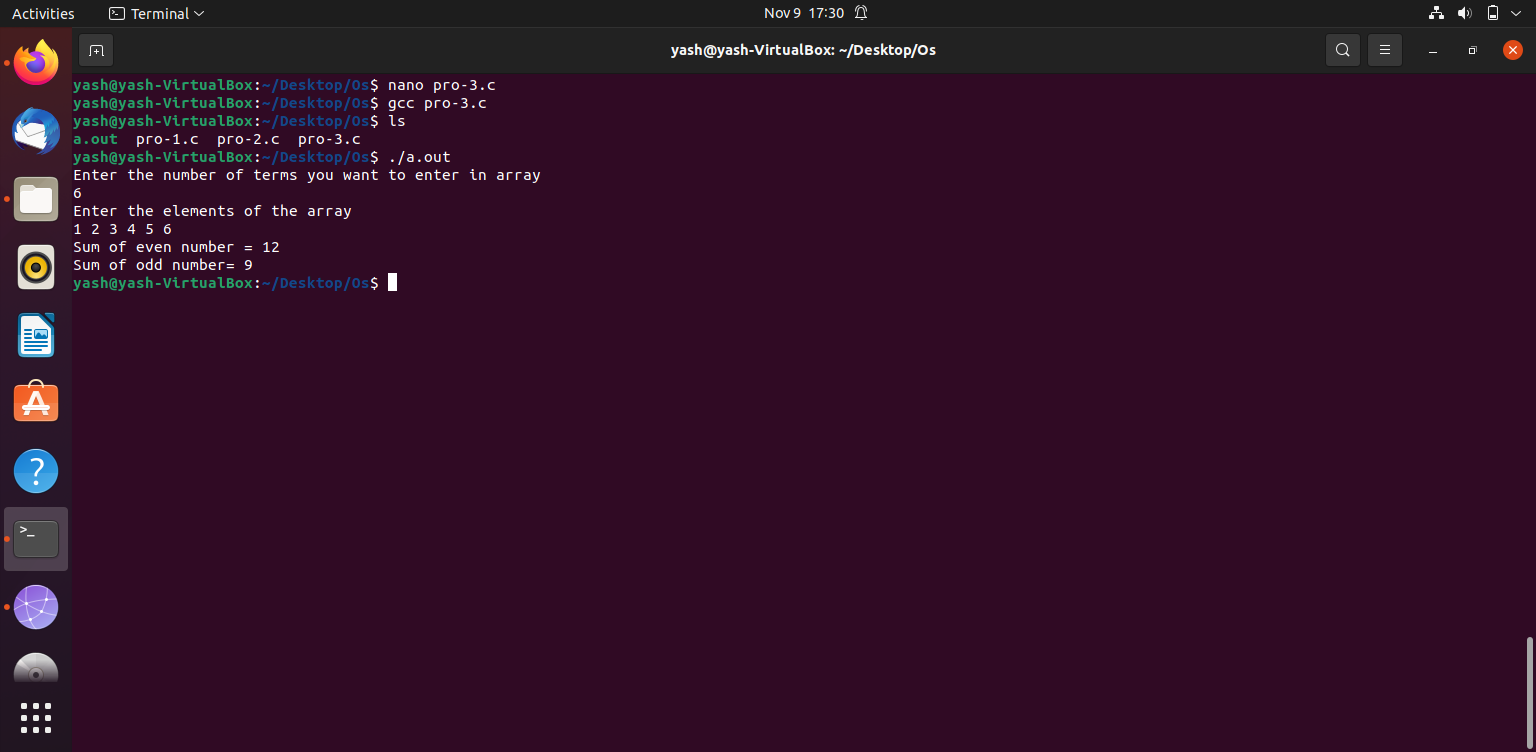 Activities Terminal Nov 9 17:30
yash@yash-VirtualBox: ~/Desktop/Os
yash@yash-VirtualBox:~/Desktop/Os$ nano pro-3.c
yash@yash-VirtualBox:~/Desktop/Os$ gcc pro-3.c
yash@yash-VirtualBox:~/Desktop/Os$ ls
a.out  pro-1.c  pro-2.c  pro-3.c
yash@yash-VirtualBox:~/Desktop/Os$ ./a.out
Enter the number of terms you want to enter in array
6
Enter the elements of the array
1 2 3 4 5 6
Sum of even number = 12
Sum of odd number= 9
yash@yash-VirtualBox:~/Desktop/Os$